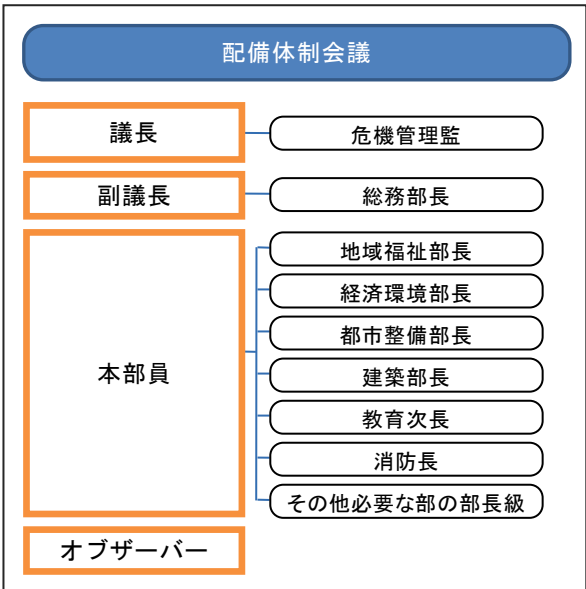 配備体制会議
議長
危機管理監
副議長
総務部長
本部員
地域福祉部長
経済環境部長
都市整備部長
建築部長
教育次長
消防長
その他必要な部の部長級
オブザーバー